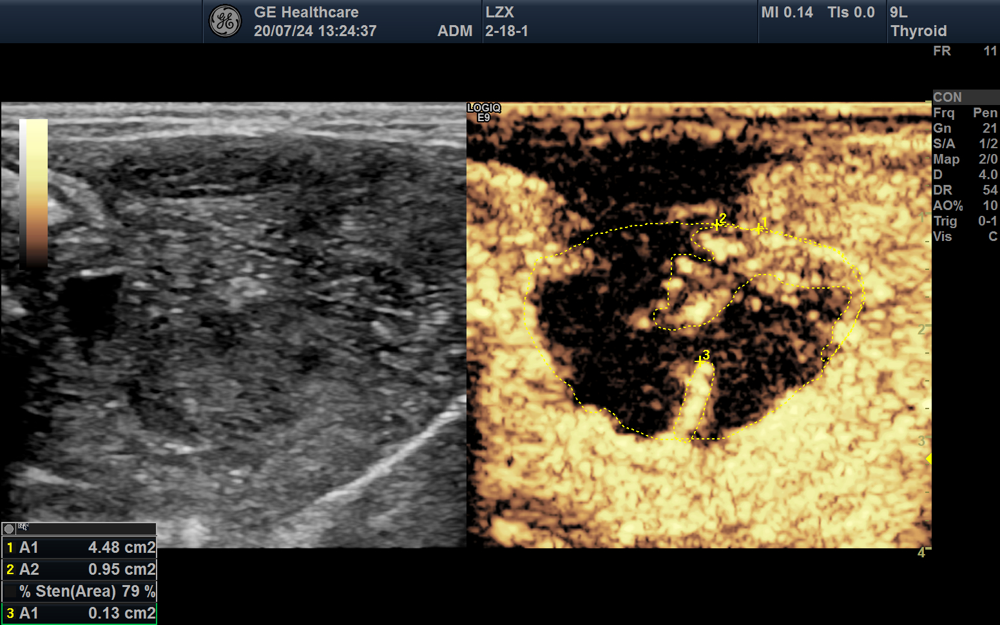 GE Healthcare
20/07/24 13:24:37 ADM
LZX
2-18-1
MI 0.14 TIs 0.0
9L
Thyroid
FR 11
CON
Frq Pen
Gn 21
S/A 1/2
Map 2/0
D 4.0
DR 54
AO% 10
Trig 0-1
Vis C
LOGIQ
E9
1
2
3
4
2
1
3
1 A1 4.48 cm2
2 A2 0.95 cm2
% Sten(Area) 79 %
3 A1 0.13 cm2